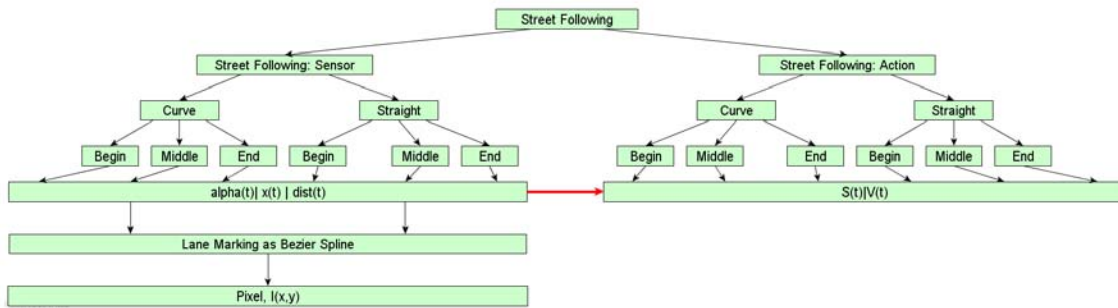 Street Following
Street Following: Sensor
Street Following: Action
Curve
Straight
Curve
Straight
Begin
Middle
End
Begin
Middle
End
Begin
Middle
End
Begin
Middle
End
alpha(t)| x(t) | dist(t)
S(t)|V(t)
Lane Marking as Bezier Spline
Pixel, I(x,y)